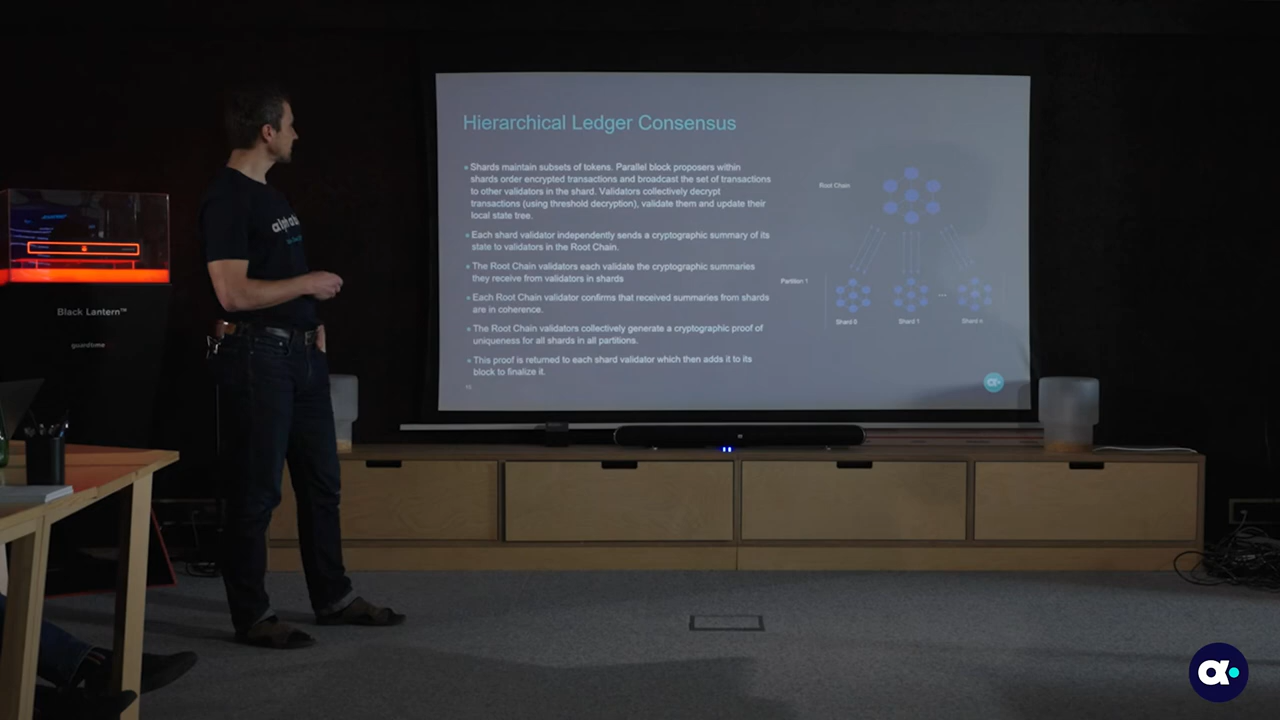 Hierarchical Ledger Consensus
Shards maintain subsets of tokens. Parallel block proposers within
shards order encrypted transactions and broadcast the set of transactions
to other validators in the shard. Validators collectively decrypt
transactions (using threshold decryption), validate them and update their
local state tree.
Each shard validator independently sends a cryptographic summary of its
state to validators in the Root Chain.
The Root Chain validators each validate the cryptographic summaries
they receive from validators in shards
Each Root Chain validator confirms that received summaries from shards
are in coherence.
The Root Chain validators collectively generate a cryptographic proof of
uniqueness for all shards in all partitions.
This proof is returned to each shard validator which then adds it to its
block to finalize it.
Root Chain
Partition 1
Shard 0
Shard 1
Shard n
Black Lantern™
guardtime